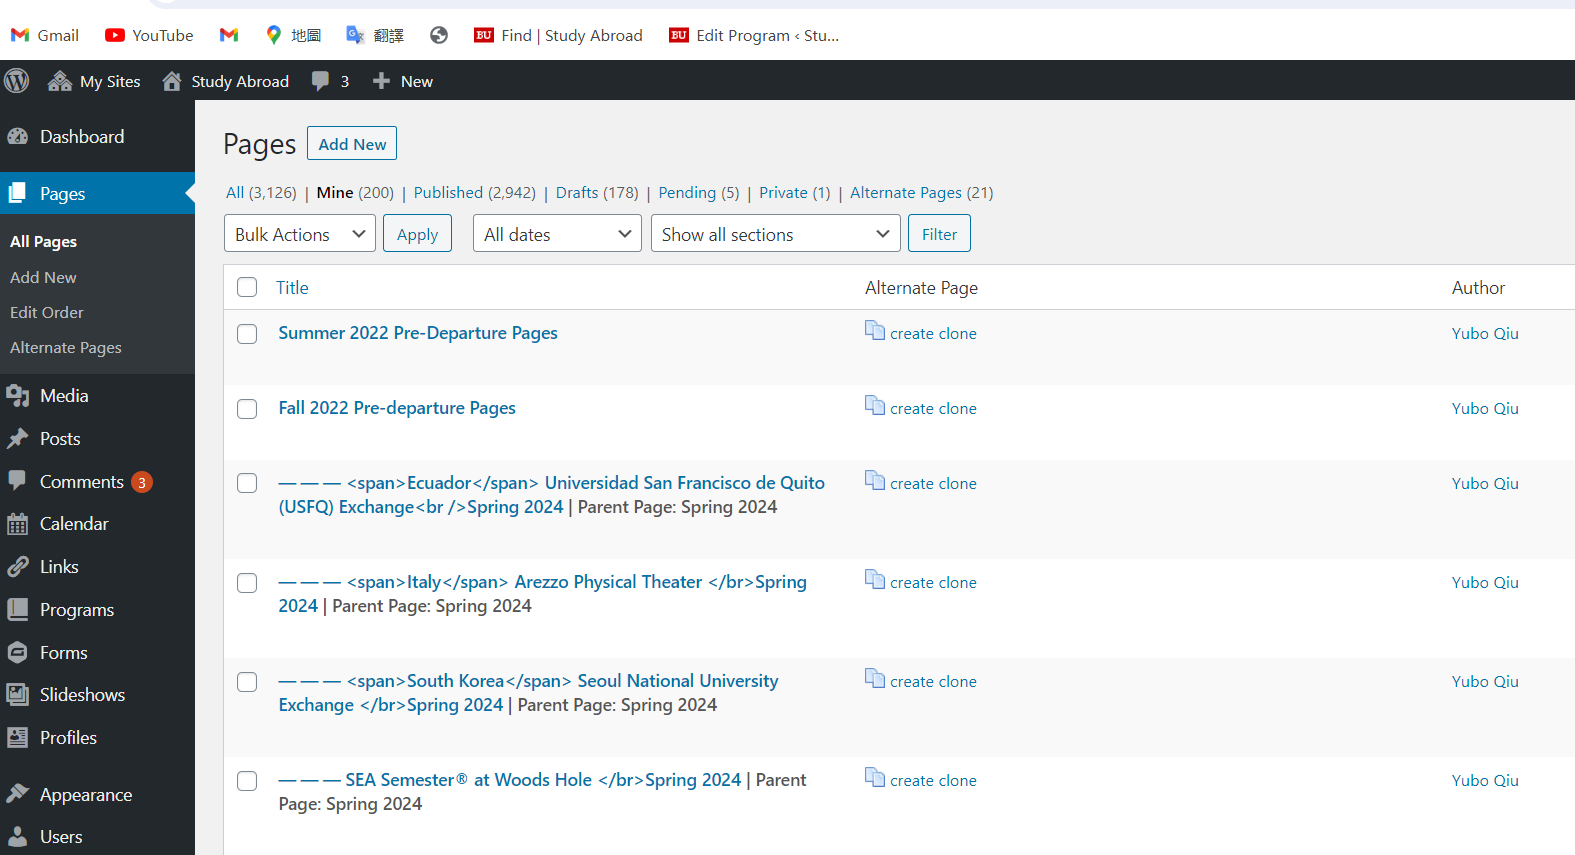 Gmail YouTube 地圖 翻譯 BU Find | Study Abroad BU Edit Program ‹ Stu...
My Sites Study Abroad 3 New
Dashboard
Pages
All Pages
Add New
Edit Order
Alternate Pages
Media
Posts
Comments 3
Calendar
Links
Programs
Forms
Slideshows
Profiles
Appearance
Users
Pages Add New
All (3,126) | Mine (200) | Published (2,942) | Drafts (178) | Pending (5) | Private (1) | Alternate Pages (21)
Bulk Actions Apply All dates Show all sections Filter
Title Alternate Page Author
Summer 2022 Pre-Departure Pages create clone Yubo Qiu
Fall 2022 Pre-departure Pages create clone Yubo Qiu
— — — <span>Ecuador</span> Universidad San Francisco de Quito create clone Yubo Qiu
(USFQ) Exchange<br />Spring 2024 | Parent Page: Spring 2024
— — — <span>Italy</span> Arezzo Physical Theater </br>Spring create clone Yubo Qiu
2024 | Parent Page: Spring 2024
— — — <span>South Korea</span> Seoul National University create clone Yubo Qiu
Exchange </br>Spring 2024 | Parent Page: Spring 2024
— — — SEA Semester® at Woods Hole </br>Spring 2024 | Parent create clone Yubo Qiu
Page: Spring 2024